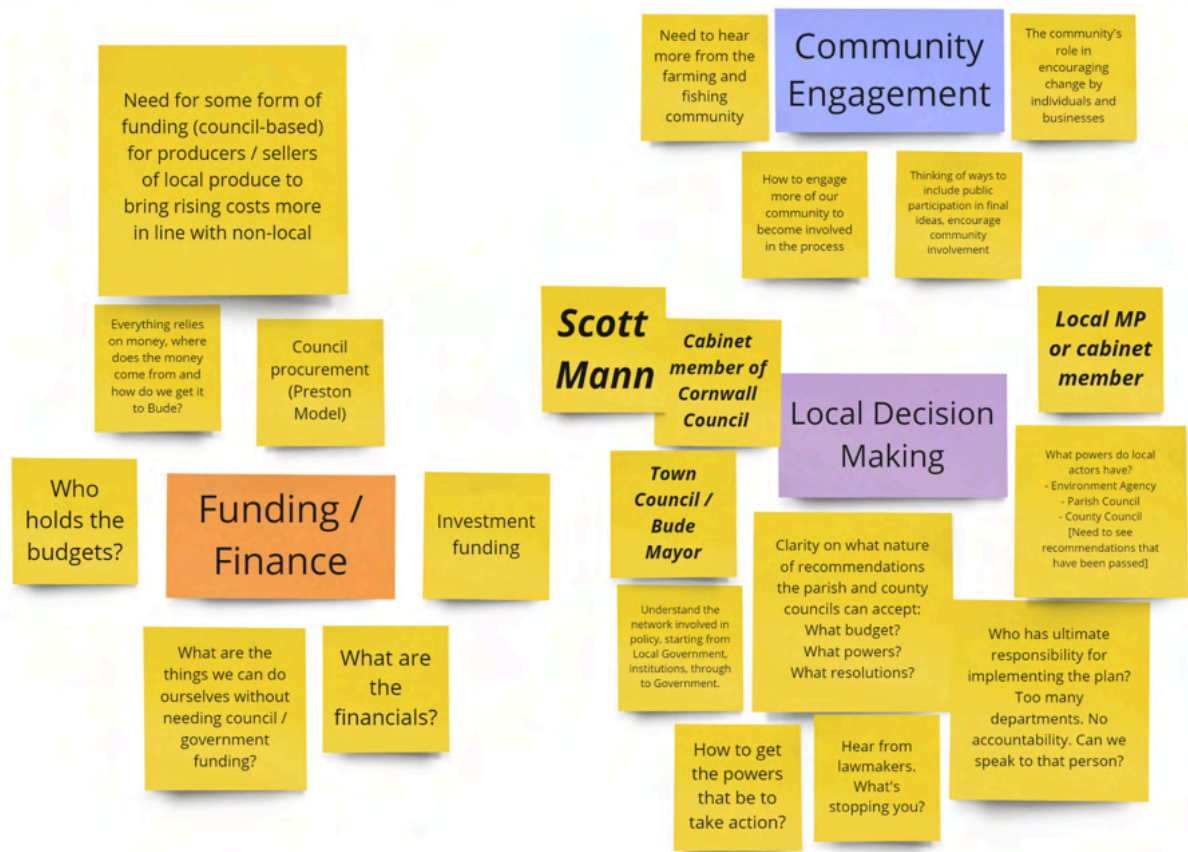 Need for some form of
funding (council-based)
for producers / sellers
of local produce to
bring rising costs more
in line with non-local
Everything relies
on money, where
does the money
come from and
how do we get it
to Bude?
Council
procurement
(Preston
Model)
Who
holds the
budgets?
Funding /
Finance
Investment
funding
What are the
things we can do
ourselves without
needing council /
government
funding?
What are
the
financials?
Need to hear
more from the
farming and
fishing
community
Community
Engagement
The community's
role in
encouraging
change by
individuals and
businesses
How to engage
more of our
community to
become involved
in the process
Thinking of ways to
include public
participation in final
ideas, encourage
community
involvement
Scott
Mann
Cabinet
member of
Cornwall
Council
Local MP
or cabinet
member
Local Decision
Making
Town
Council /
Bude
Mayor
What powers do local
actors have?
- Environment Agency
- Parish Council
- County Council
[Need to see
recommendations that
have been passed]
Clarity on what nature
of recommendations
the parish and county
councils can accept:
What budget?
What powers?
What resolutions?
Understand the
network involved in
policy, starting from
Local Government,
institutions, through
to Government.
Who has ultimate
responsibility for
implementing the plan?
Too many
departments. No
accountability. Can we
speak to that person?
How to get
the powers
that be to
take action?
Hear from
lawmakers.
What's
stopping you?